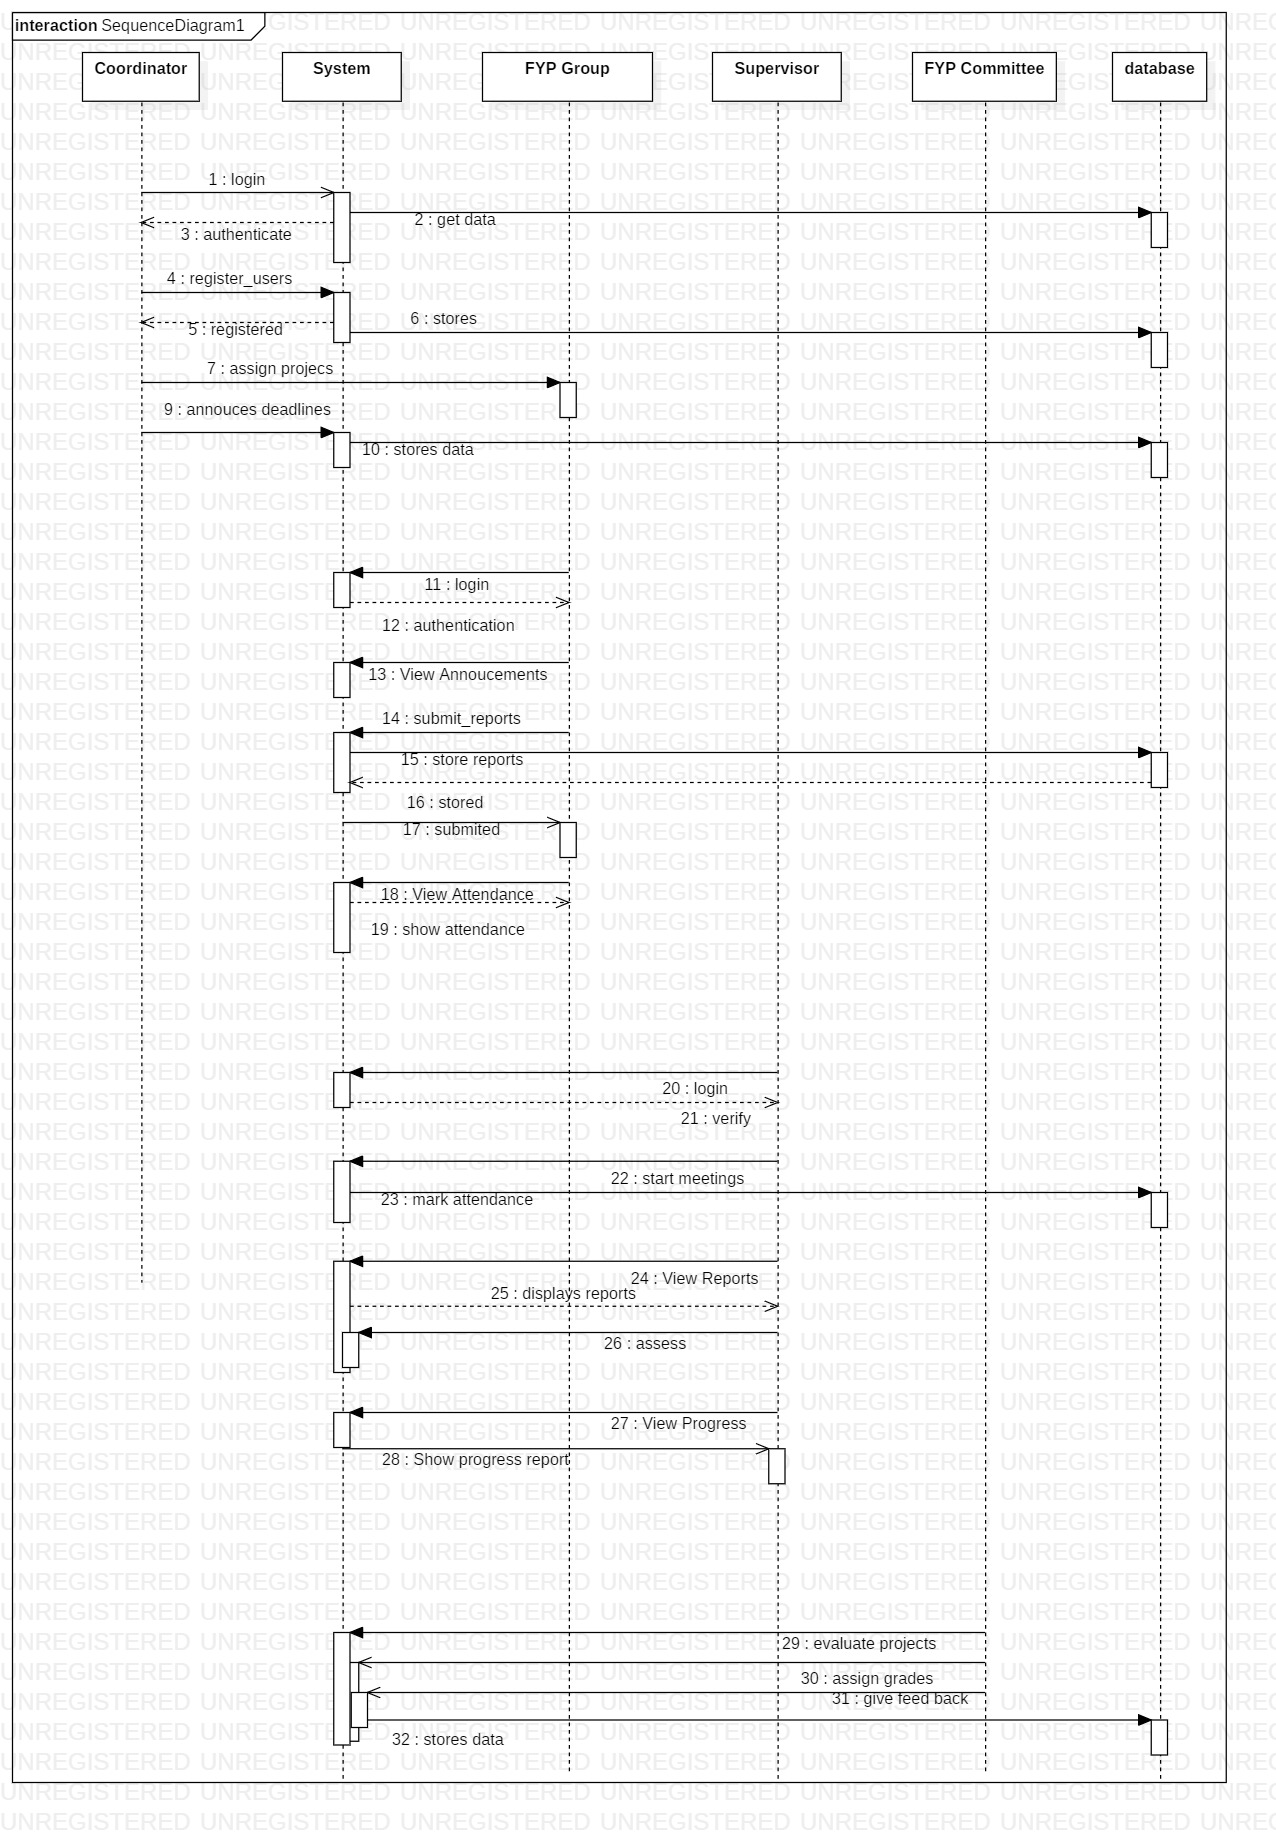 interaction SequenceDiagram1
Coordinator
System
FYP Group
Supervisor
FYP Committee
database
1 : login
2 : get data
3 : authenticate
4 : register_users
6 : stores
5 : registered
7 : assign projecs
9 : annouces deadlines
10 : stores data
11 : login
12 : authentication
13 : View Annoucements
14 : submit_reports
15 : store reports
16 : stored
17 : submited
18 : View Attendance
19 : show attendance
20 : login
21 : verify
22 : start meetings
23 : mark attendance
24 : View Reports
25 : displays reports
26 : assess
27 : View Progress
28 : Show progress report
29 : evaluate projects
30 : assign grades
31 : give feed back
32 : stores data
UNREGISTERED